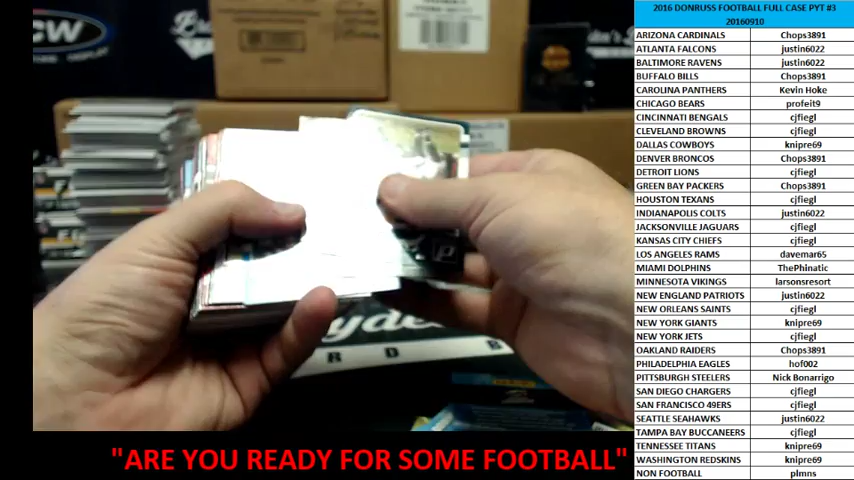 2016 DONRUSS FOOTBALL FULL CASE PYT #3
20160910
ARIZONA CARDINALS Chops3891
ATLANTA FALCONS justin6022
BALTIMORE RAVENS justin6022
BUFFALO BILLS Chops3891
CAROLINA PANTHERS Kevin Hoke
CHICAGO BEARS profeit9
CINCINNATI BENGALS cjfiegl
CLEVELAND BROWNS cjfiegl
DALLAS COWBOYS knipre69
DENVER BRONCOS Chops3891
DETROIT LIONS cjfiegl
GREEN BAY PACKERS Chops3891
HOUSTON TEXANS cjfiegl
INDIANAPOLIS COLTS justin6022
JACKSONVILLE JAGUARS cjfiegl
KANSAS CITY CHIEFS cjfiegl
LOS ANGELES RAMS davemar65
MIAMI DOLPHINS ThePhinatic
MINNESOTA VIKINGS larsonsresort
NEW ENGLAND PATRIOTS justin6022
NEW ORLEANS SAINTS cjfiegl
NEW YORK GIANTS knipre69
NEW YORK JETS cjfiegl
OAKLAND RAIDERS Chops3891
PHILADELPHIA EAGLES hof002
PITTSBURGH STEELERS Nick Bonarrigo
SAN DIEGO CHARGERS cjfiegl
SAN FRANCISCO 49ERS cjfiegl
SEATTLE SEAHAWKS justin6022
TAMPA BAY BUCCANEERS cjfiegl
TENNESSEE TITANS knipre69
WASHINGTON REDSKINS knipre69
NON FOOTBALL plmns
"ARE YOU READY FOR SOME FOOTBALL"